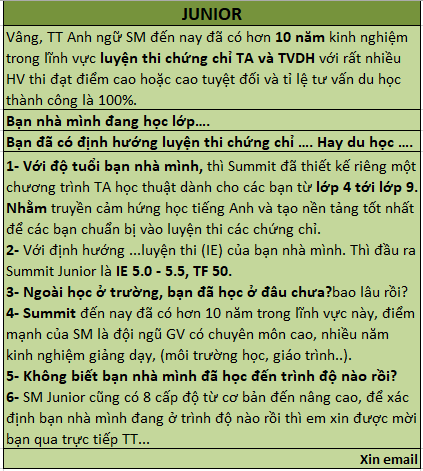 JUNIOR
Vâng, TT Anh ngữ SM đến nay đã có hơn 10 năm kinh nghiệm
trong lĩnh vực luyện thi chứng chỉ TA và TVDH với rất nhiều
HV thi đạt điểm cao hoặc cao tuyệt đối và tỉ lệ tư vấn du học
thành công là 100%.
Bạn nhà mình đang học lớp....
Bạn đã có định hướng luyện thi chứng chỉ .... Hay du học ....
1- Với độ tuổi bạn nhà mình, thì Summit đã thiết kế riêng một
chương trình TA học thuật dành cho các bạn từ lớp 4 tới lớp 9.
Nhằm truyền cảm hứng học tiếng Anh và tạo nền tảng tốt nhất
để các bạn chuẩn bị vào luyện thi các chứng chỉ.
2- Với định hướng ...luyện thi (IE) của bạn nhà mình. Thì đầu ra
Summit Junior là IE 5.0 - 5.5, TF 50.
3- Ngoài học ở trường, bạn đã học ở đâu chưa?bao lâu rồi?
4- Summit đến nay đã có hơn 10 năm trong lĩnh vực này, điểm
mạnh của SM là đội ngũ GV có chuyên môn cao, nhiều năm
kinh nghiệm giảng dạy, (môi trường học, giáo trình..).
5- Không biết bạn nhà mình đã học đến trình độ nào rồi?
6- SM Junior cũng có 8 cấp độ từ cơ bản đến nâng cao, để xác
định bạn nhà mình đang ở trình độ nào rồi thì em xin được mời
bạn qua trực tiếp TT...
Xin email